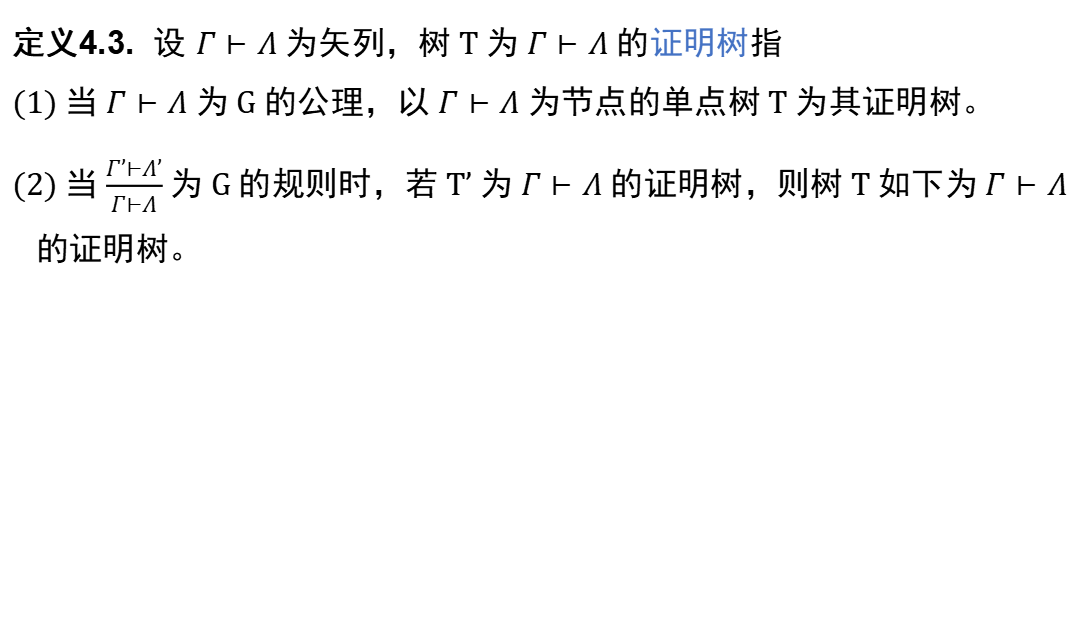 定义4.3. 设 Γ ⊢ Λ 为矢列，树 T 为 Γ ⊢ Λ 的证明树指
(1) 当 Γ ⊢ Λ 为 G 的公理，以 Γ ⊢ Λ 为节点的单点树 T 为其证明树。
(2) 当 \frac{Γ’⊢Λ’}{Γ⊢Λ} 为 G 的规则时，若 T’ 为 Γ ⊢ Λ 的证明树，则树 T 如下为 Γ ⊢ Λ
的证明树。